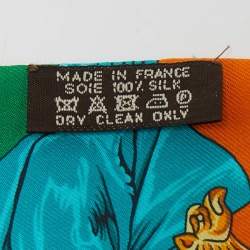 MADE IN FRANCE
SOIE 100% SILK
DRY CLEAN ONLY